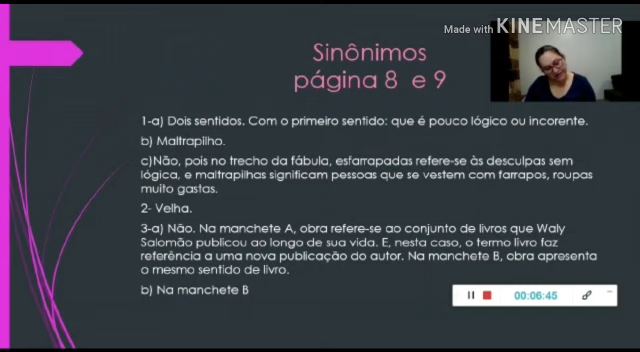 Made with KINEMASTER
Sinônimos
página 8 e 9
1-a) Dois sentidos. Com o primeiro sentido: que é pouco lógico ou incorente.
b) Maltrapilho.
c)Não, pois no trecho da fábula, esfarrapadas refere-se às desculpas sem
lógica, e maltrapilhas significam pessoas que se vestem com farrapos, roupas
muito gastas.
2- Velha.
3-a) Não. Na manchete A, obra refere-se ao conjunto de livros que Waly
Salomão publicou ao longo de sua vida. E, nesta caso, o termo livro faz
referência a uma nova publicação do autor. Na manchete B, obra apresenta
o mesmo sentido de livro.
b) Na manchete B
00:06:45